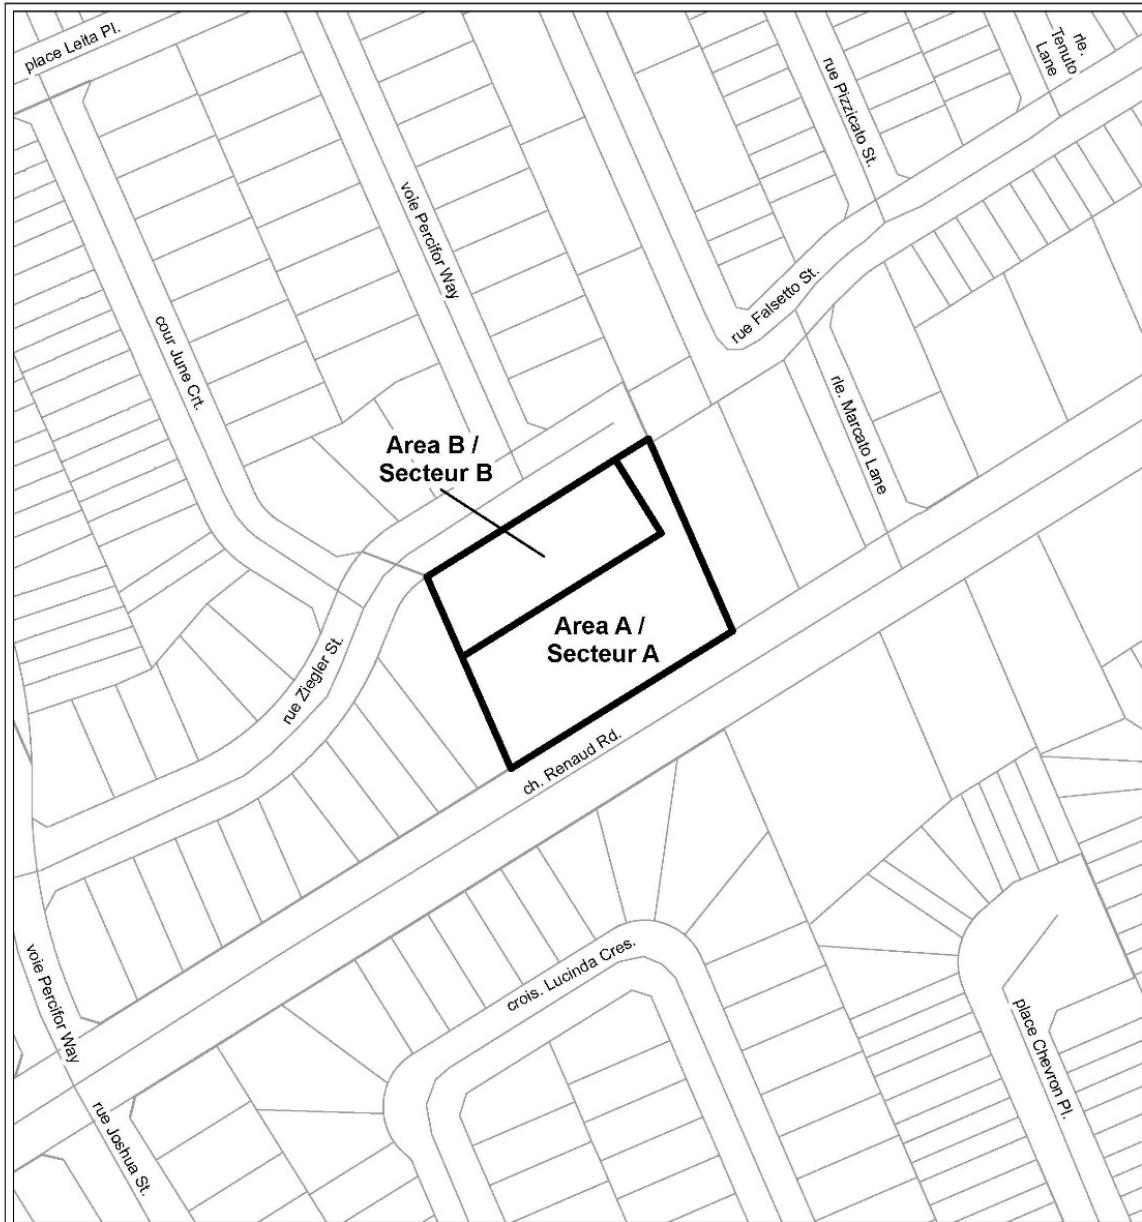 place Leita Pl.
rle.
Tenuto
Lane
rue Pizzicato St.
voie Percifor Way
rue Falsetto St.
cour June Crt.
rle. Marcato Lane
Area B /
Secteur B
Area A /
Secteur A
rue Ziegler St.
ch. Renaud Rd.
crois. Lucinda Cres.
voie Percifor Way
place Chevron Pl.
rue Joshua St.